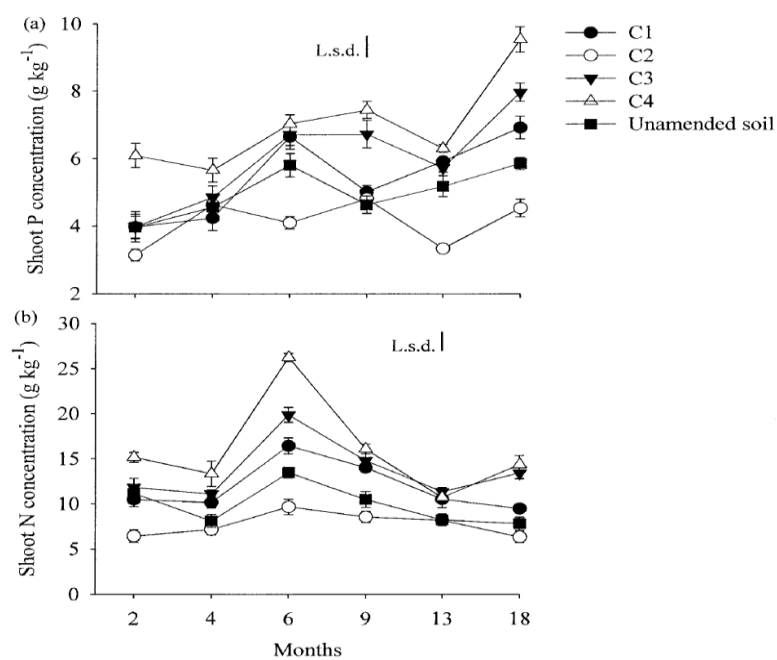 (a)
10
8
6
4
2
Shoot P concentration (g kg-1)
L.s.d.
C1
C2
C3
C4
Unamended soil
(b)
30
25
20
15
10
5
0
Shoot N concentration (g kg-1)
L.s.d.
2 4 6 9 13 18
Months